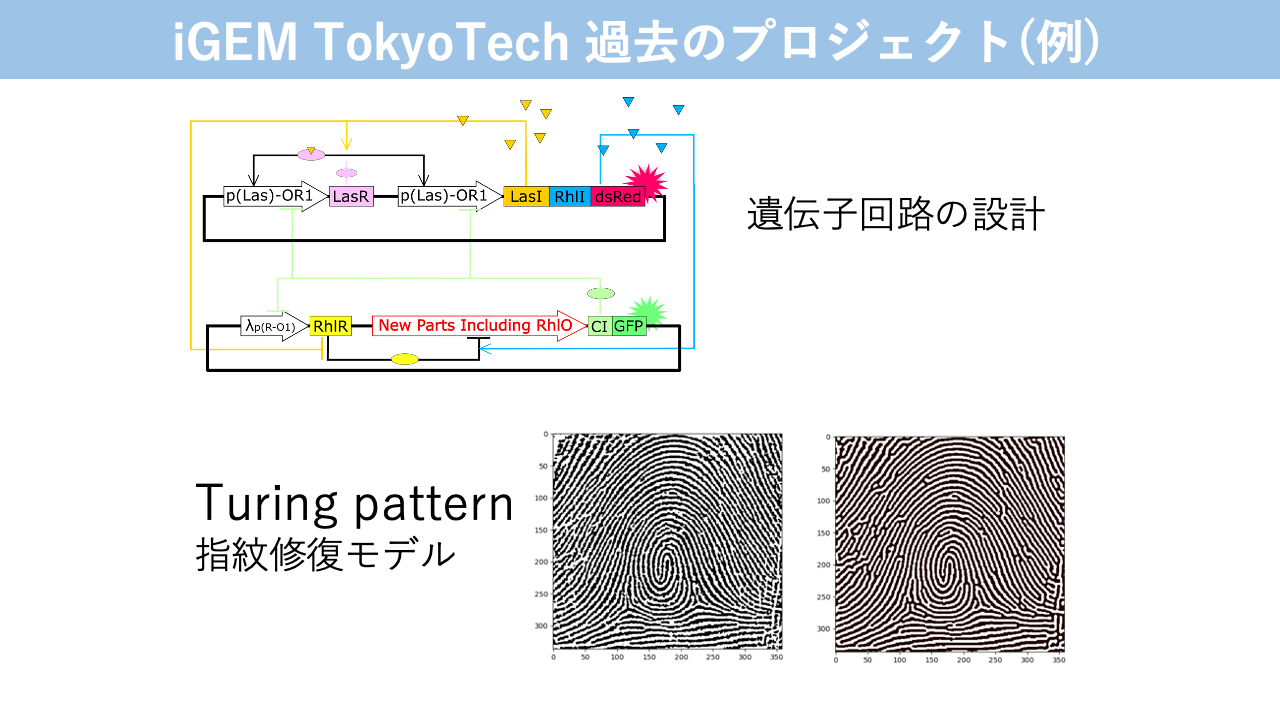 iGEM TokyoTech 過去のプロジェクト(例)
p(Las)-OR1 LasR p(Las)-OR1 LasI RhlI dsRed
遺伝子回路の設計
λp(R-O1) RhlR New Parts Including RhlO CI GFP
Turing pattern
指紋修復モデル
0
50
100
150
200
250
300
0 50 100 150 200 250 300 350
0
50
100
150
200
250
300
0 50 100 150 200 250 300 350